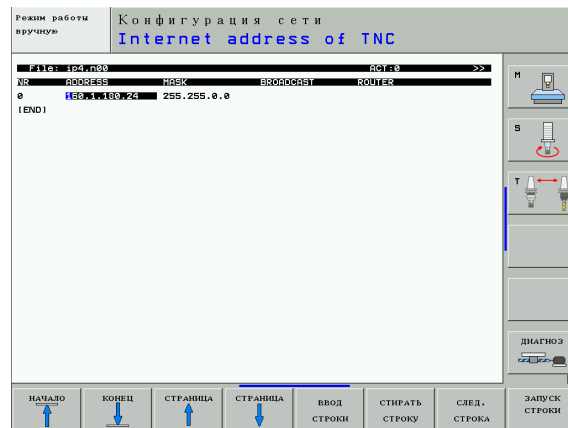 Режим работы
вручную
Конфигурация сети
Internet address of TNC
File: ip4.n00 ACT:0 >>
NR ADDRESS MASK BROADCAST ROUTER
0 160.1.180.24 255.255.0.0
[END]
M
S
T
ДИАГНОЗ
НАЧАЛО
КОНЕЦ
СТРАНИЦА
СТРАНИЦА
ВВОД
СТРОКИ
СТИРАТЬ
СТРОКУ
СЛЕД.
СТРОКА
ЗАПУСК
СТРОКИ